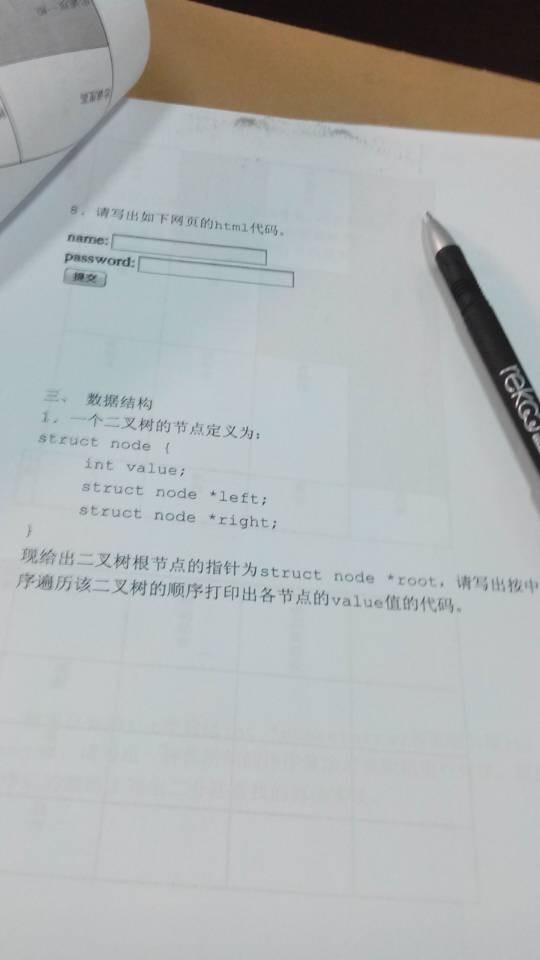 8. 请写出如下网页的html代码。
name:
password:
提交
三、 数据结构
1. 一个二叉树的节点定义为:
struct node {
int value;
struct node *left;
struct node *right;
}
现给出二叉树根节点的指针为struct node *root, 请写出按中
序遍历该二叉树的顺序打印出各节点的value值的代码。